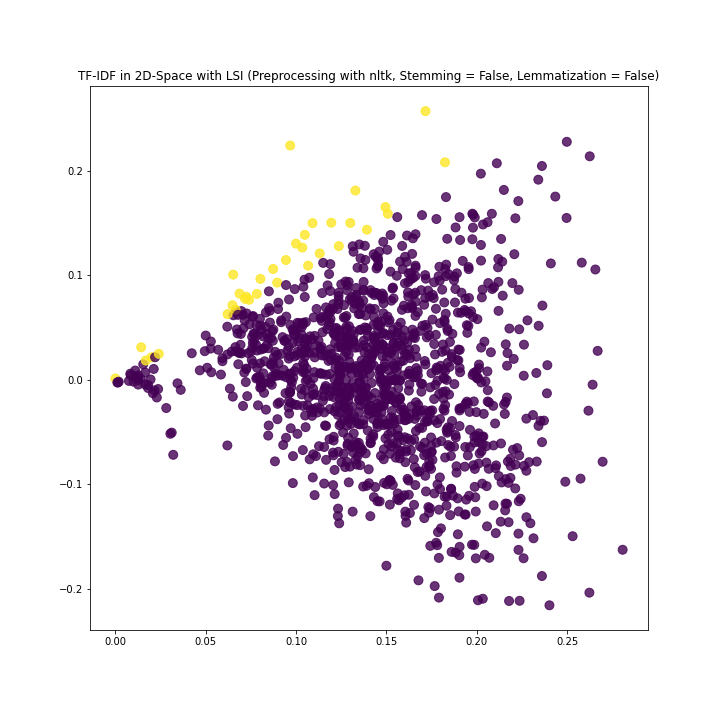 TF-IDF in 2D-Space with LSI (Preprocessing with nltk, Stemming = False, Lemmatization = False)
0.2
0.1
0.0
−0.1
−0.2
0.00 0.05 0.10 0.15 0.20 0.25